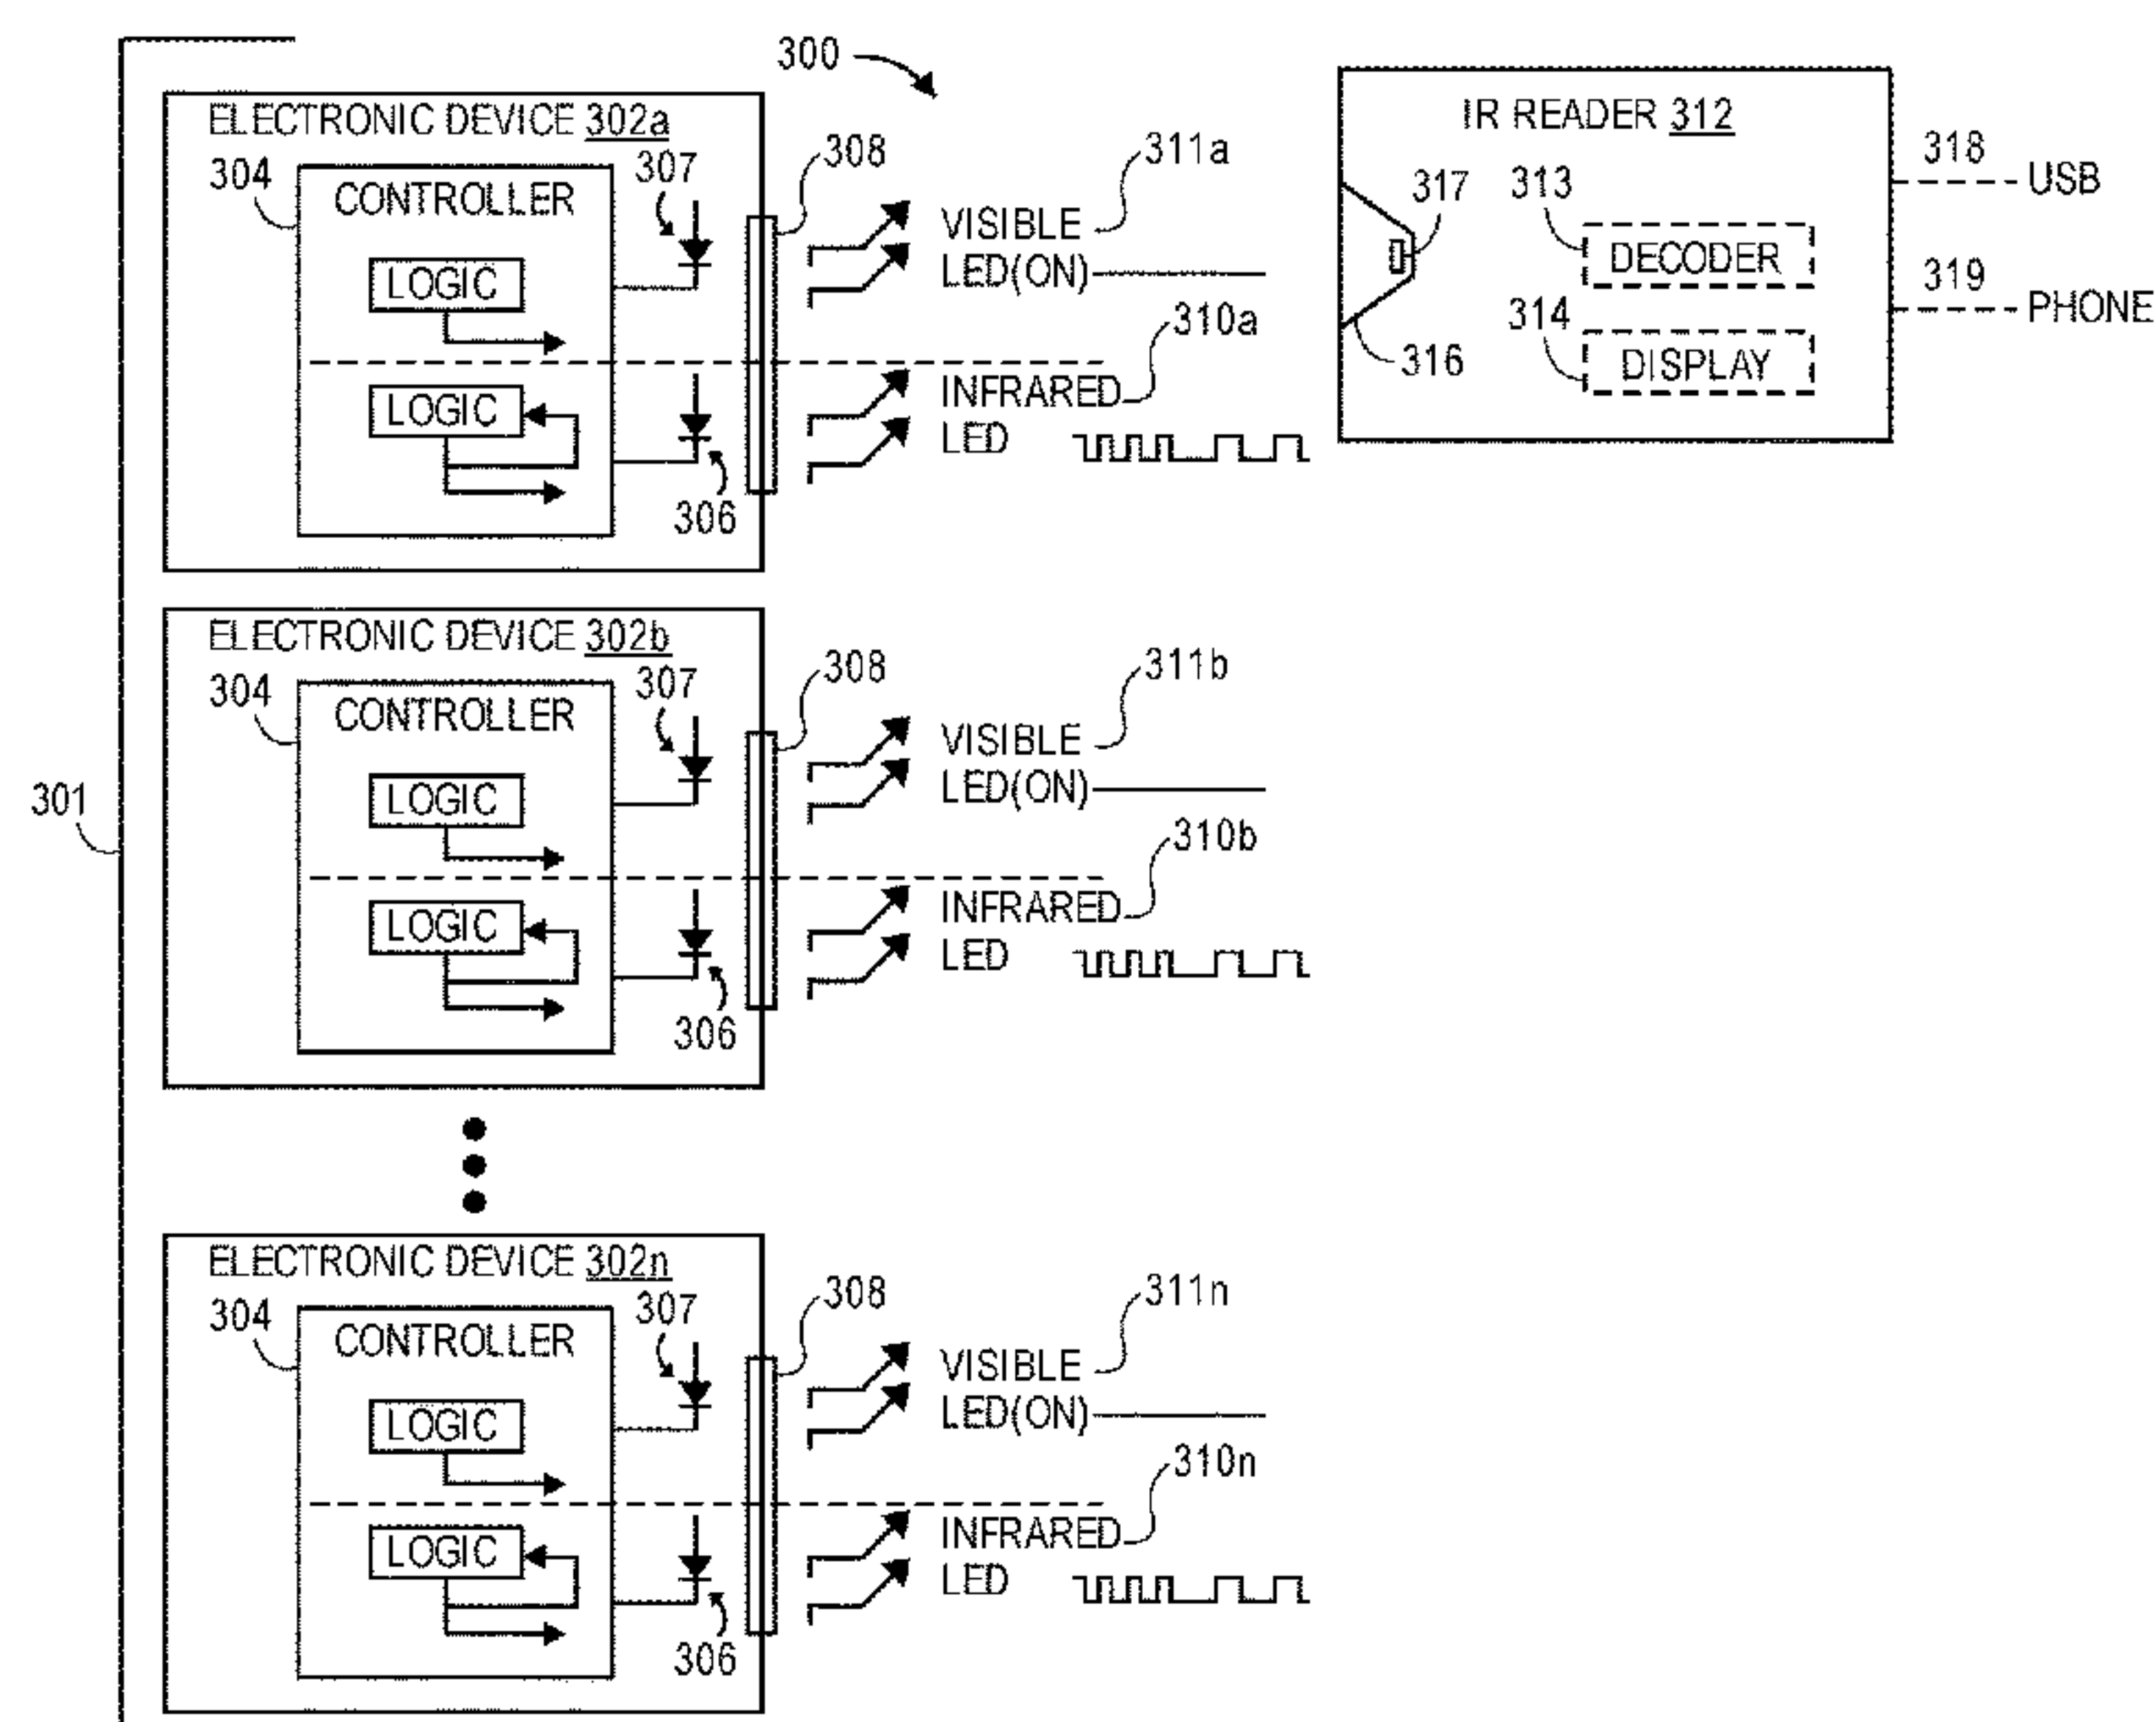 300
ELECTRONIC DEVICE 302a
304
CONTROLLER
307
308
311a
LOGIC
VISIBLE
LED(ON)
310a
LOGIC
INFRARED
LED
306
IR READER 312
317
313
318
USB
DECODER
319
PHONE
314
316
DISPLAY
301
ELECTRONIC DEVICE 302b
304
CONTROLLER
307
308
311b
LOGIC
VISIBLE
LED(ON)
310b
LOGIC
INFRARED
LED
306
ELECTRONIC DEVICE 302n
304
CONTROLLER
307
308
311n
LOGIC
VISIBLE
LED(ON)
310n
LOGIC
INFRARED
LED
306